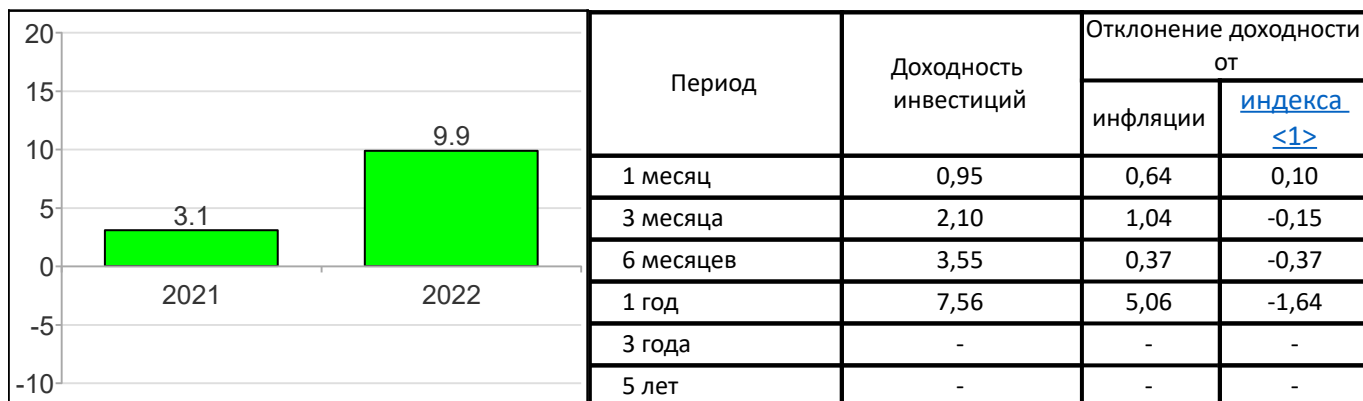 20
15
10
5
0
-5
-10
3.1
9.9
2021
2022
Период
Доходность
инвестиций
Отклонение доходности
от
инфляции
индекса
<1>
1 месяц 0,95 0,64 0,10
3 месяца 2,10 1,04 -0,15
6 месяцев 3,55 0,37 -0,37
1 год 7,56 5,06 -1,64
3 года - - -
5 лет - - -